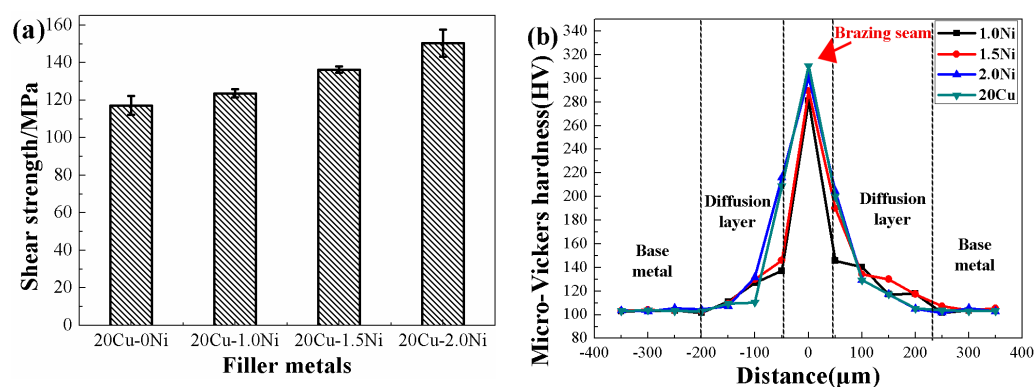 (a)
Shear strength/MPa
160
140
120
100
80
60
40
20
0
20Cu-0Ni
20Cu-1.0Ni
20Cu-1.5Ni
20Cu-2.0Ni
Filler metals
(b)
Micro-Vickers hardness(HV)
340
320
300
280
260
240
220
200
180
160
140
120
100
80
Brazing seam
1.0Ni
1.5Ni
2.0Ni
20Cu
Diffusion
layer
Diffusion
layer
Base
metal
Base
metal
-400
-300
-200
-100
0
100
200
300
400
Distance(μm)